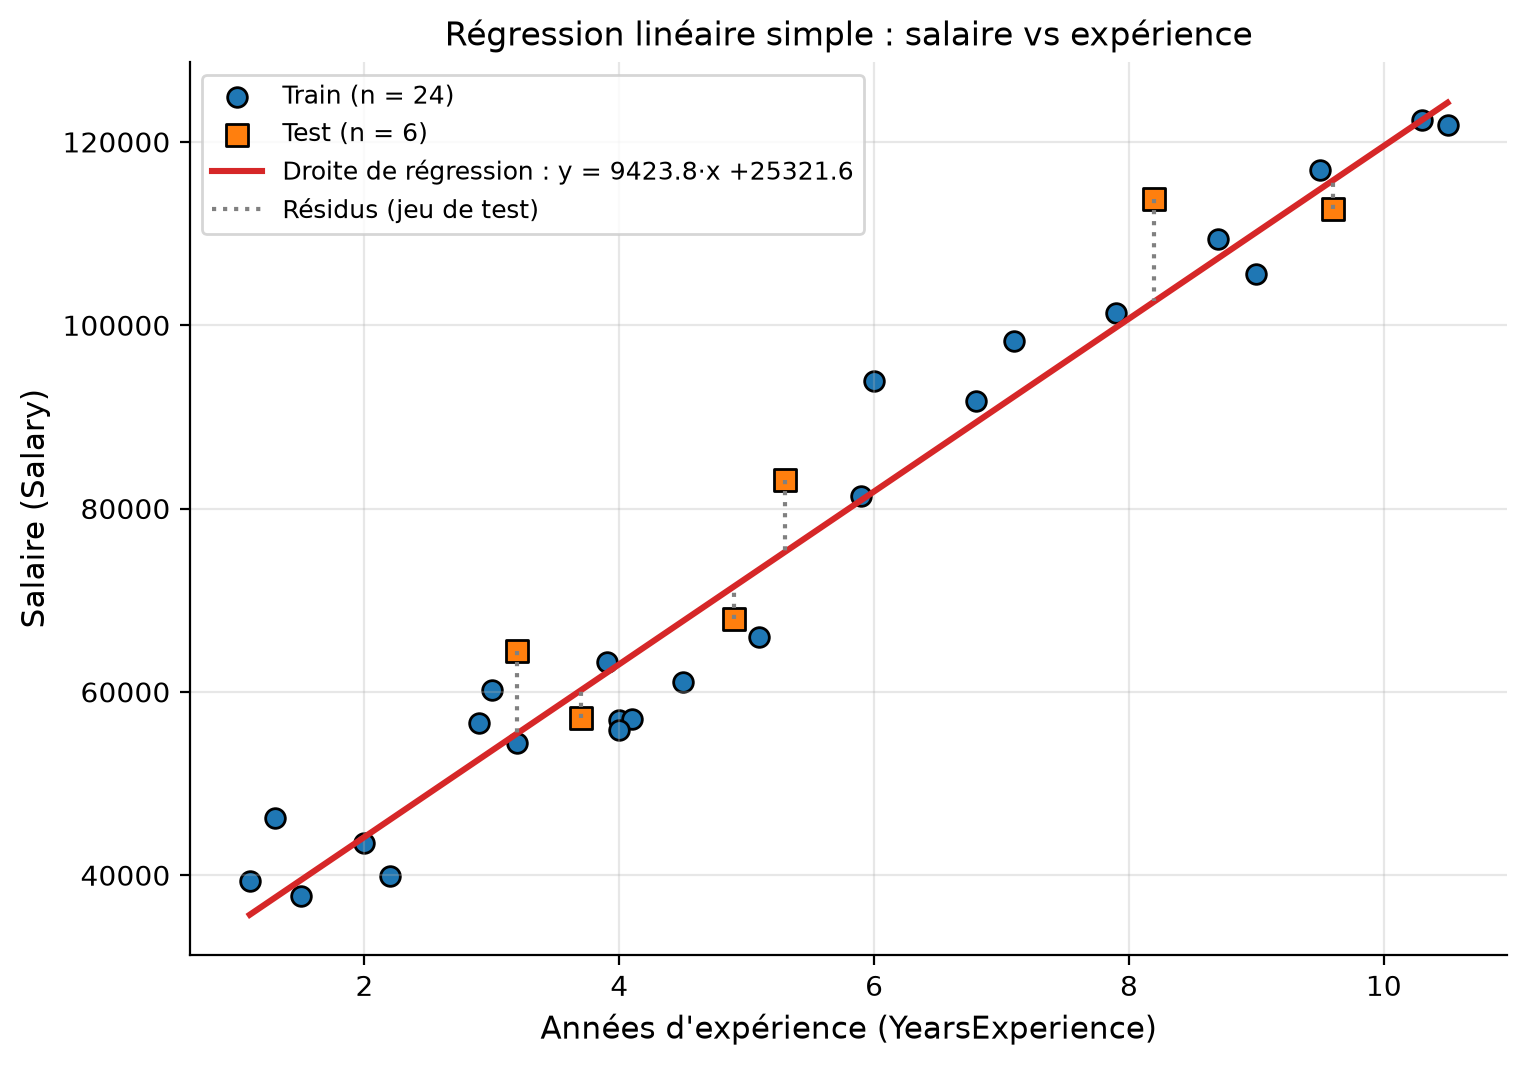 Régression linéaire simple : salaire vs expérience
Train (n = 24)
Test (n = 6)
Droite de régression : y = 9423.8·x +25321.6
Résidus (jeu de test)
120000
100000
80000
60000
40000
Salaire (Salary)
2 4 6 8 10
Années d'expérience (YearsExperience)